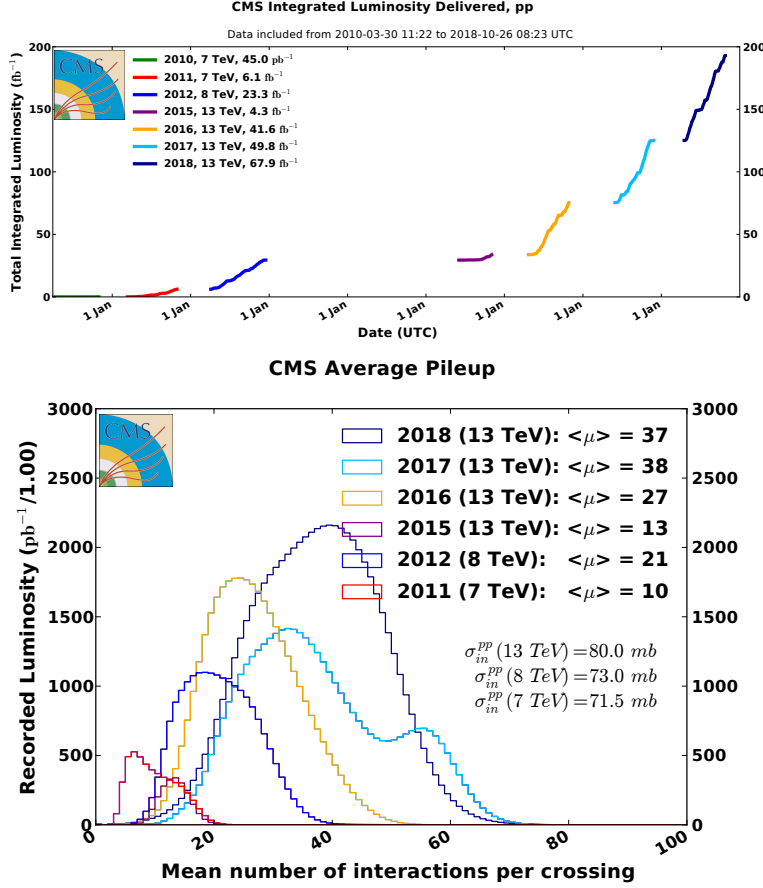 CMS Integrated Luminosity Delivered, pp
Data included from 2010-03-30 11:22 to 2018-10-26 08:23 UTC
CMS
2010, 7 TeV, 45.0 pb⁻¹
2011, 7 TeV, 6.1 fb⁻¹
2012, 8 TeV, 23.3 fb⁻¹
2015, 13 TeV, 4.3 fb⁻¹
2016, 13 TeV, 41.6 fb⁻¹
2017, 13 TeV, 49.8 fb⁻¹
2018, 13 TeV, 67.9 fb⁻¹
Total Integrated Luminosity (fb⁻¹)
200 200
150 150
100 100
50 50
0 0
1 Jan 1 Jan 1 Jan 1 Jan 1 Jan 1 Jan 1 Jan 1 Jan
Date (UTC)
CMS Average Pileup
CMS
2018 (13 TeV): <μ> = 37
2017 (13 TeV): <μ> = 38
2016 (13 TeV): <μ> = 27
2015 (13 TeV): <μ> = 13
2012 (8 TeV): <μ> = 21
2011 (7 TeV): <μ> = 10
σ_in^pp (13 TeV)=80.0 mb
σ_in^pp (8 TeV)=73.0 mb
σ_in^pp (7 TeV)=71.5 mb
Recorded Luminosity (pb⁻¹/1.00)
3000 3000
2500 2500
2000 2000
1500 1500
1000 1000
500 500
0 0
0 20 40 60 80 100
Mean number of interactions per crossing